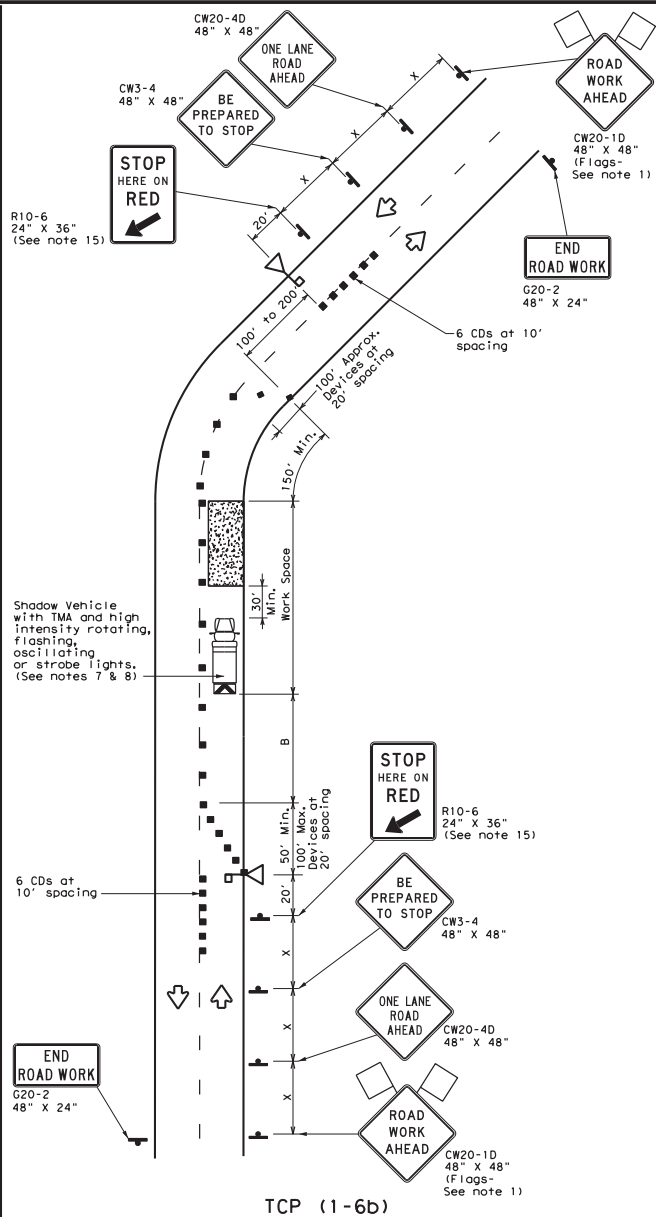 CW20-4D
48" X 48"
ONE LANE
ROAD
AHEAD
CW3-4
48" X 48"
BE
PREPARED
TO STOP
STOP
HERE ON
RED
R10-6
24" X 36"
(See note 15)
ROAD
WORK
AHEAD
CW20-1D
48" X 48"
(Flags-
See note 1)
X
X
X
20'
END
ROAD WORK
G20-2
48" X 24"
100' to 200'
6 CDs at 10'
spacing
100' Approx.
Devices at
20' spacing
150' Min.
Work Space
30'
Min.
Shadow Vehicle
with TMA and high
intensity rotating,
flashing,
oscillating
or strobe lights.
(See notes 7 & 8)
B
50' Min.
100' Max.
Devices at
20' spacing
20'
6 CDs at
10' spacing
STOP
HERE ON
RED
R10-6
24" X 36"
(See note 15)
BE
PREPARED
TO STOP
CW3-4
48" X 48"
X
X
X
ONE LANE
ROAD
AHEAD
CW20-4D
48" X 48"
END
ROAD WORK
G20-2
48" X 24"
ROAD
WORK
AHEAD
CW20-1D
48" X 48"
(Flags-
See note 1)
TCP (1-6b)